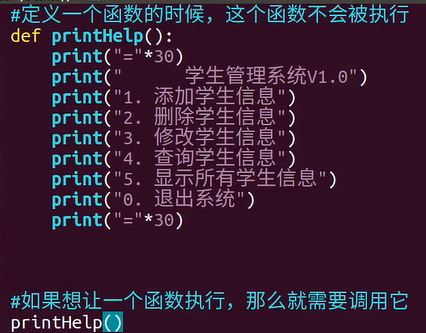 #定义一个函数的时候，这个函数不会被执行
def printHelp():
    print("="*30)
    print("      学生管理系统V1.0")
    print("1. 添加学生信息")
    print("2. 删除学生信息")
    print("3. 修改学生信息")
    print("4. 查询学生信息")
    print("5. 显示所有学生信息")
    print("0. 退出系统")
    print("="*30)
#如果想让一个函数执行，那么就需要调用它
printHelp()